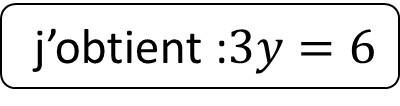 j’obtient :3y = 6